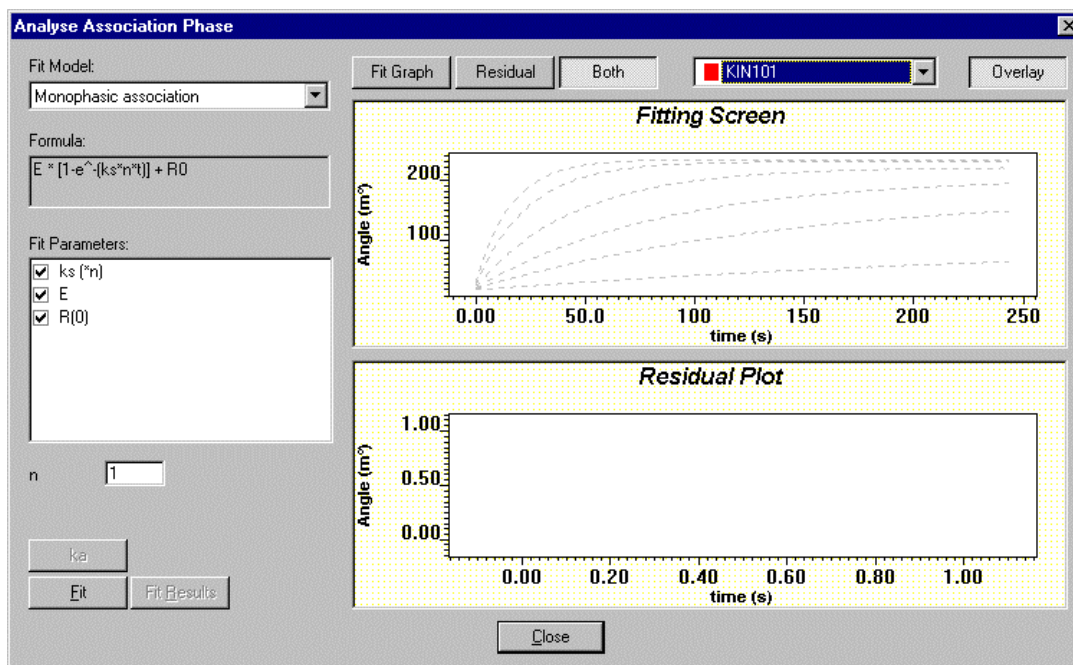 Analyse Association Phase
Fit Model:
Monophasic association
Formula:
E * [1-e^-(ks*n*t)] + R0
Fit Parameters:
ks (*n)
E
R(0)
n 1
ka
Fit Fit Results
Fit Graph Residual Both KIN101 Overlay
Fitting Screen
Angle (m°)
200
100
0.00 50.0 100 150 200 250
time (s)
Residual Plot
Angle (m°)
1.00
0.50
0.00
0.00 0.20 0.40 0.60 0.80 1.00
time (s)
Close